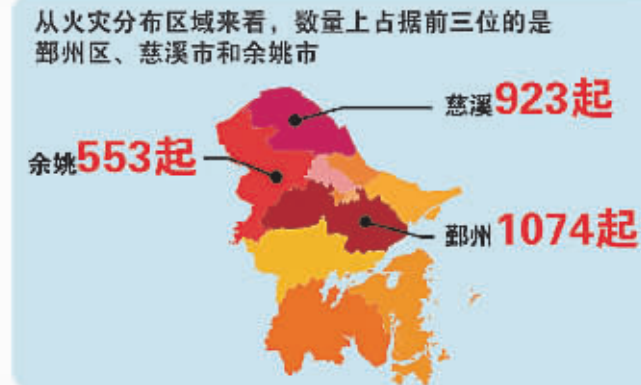 从火灾分布区域来看，数量上占据前三位的是
鄞州区、慈溪市和余姚市
慈溪923起
余姚553起
鄞州1074起